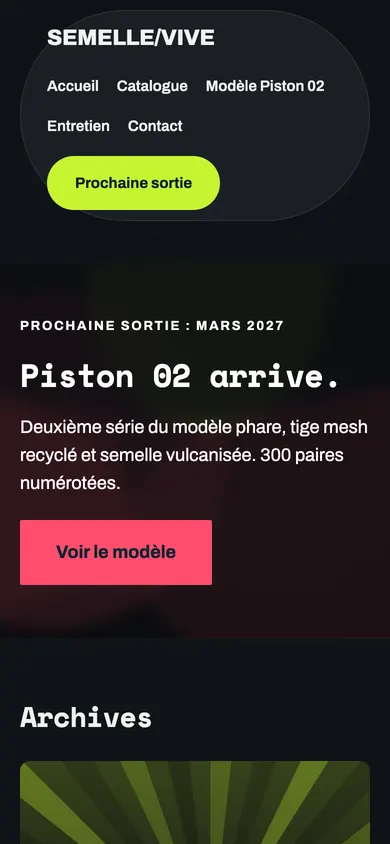 SEMELLE/VIVE
Accueil Catalogue Modèle Piston 02
Entretien Contact
Prochaine sortie
PROCHAINE SORTIE : MARS 2027
Piston 02 arrive.
Deuxième série du modèle phare, tige mesh
recyclé et semelle vulcanisée. 300 paires
numérotées.
Voir le modèle
Archives